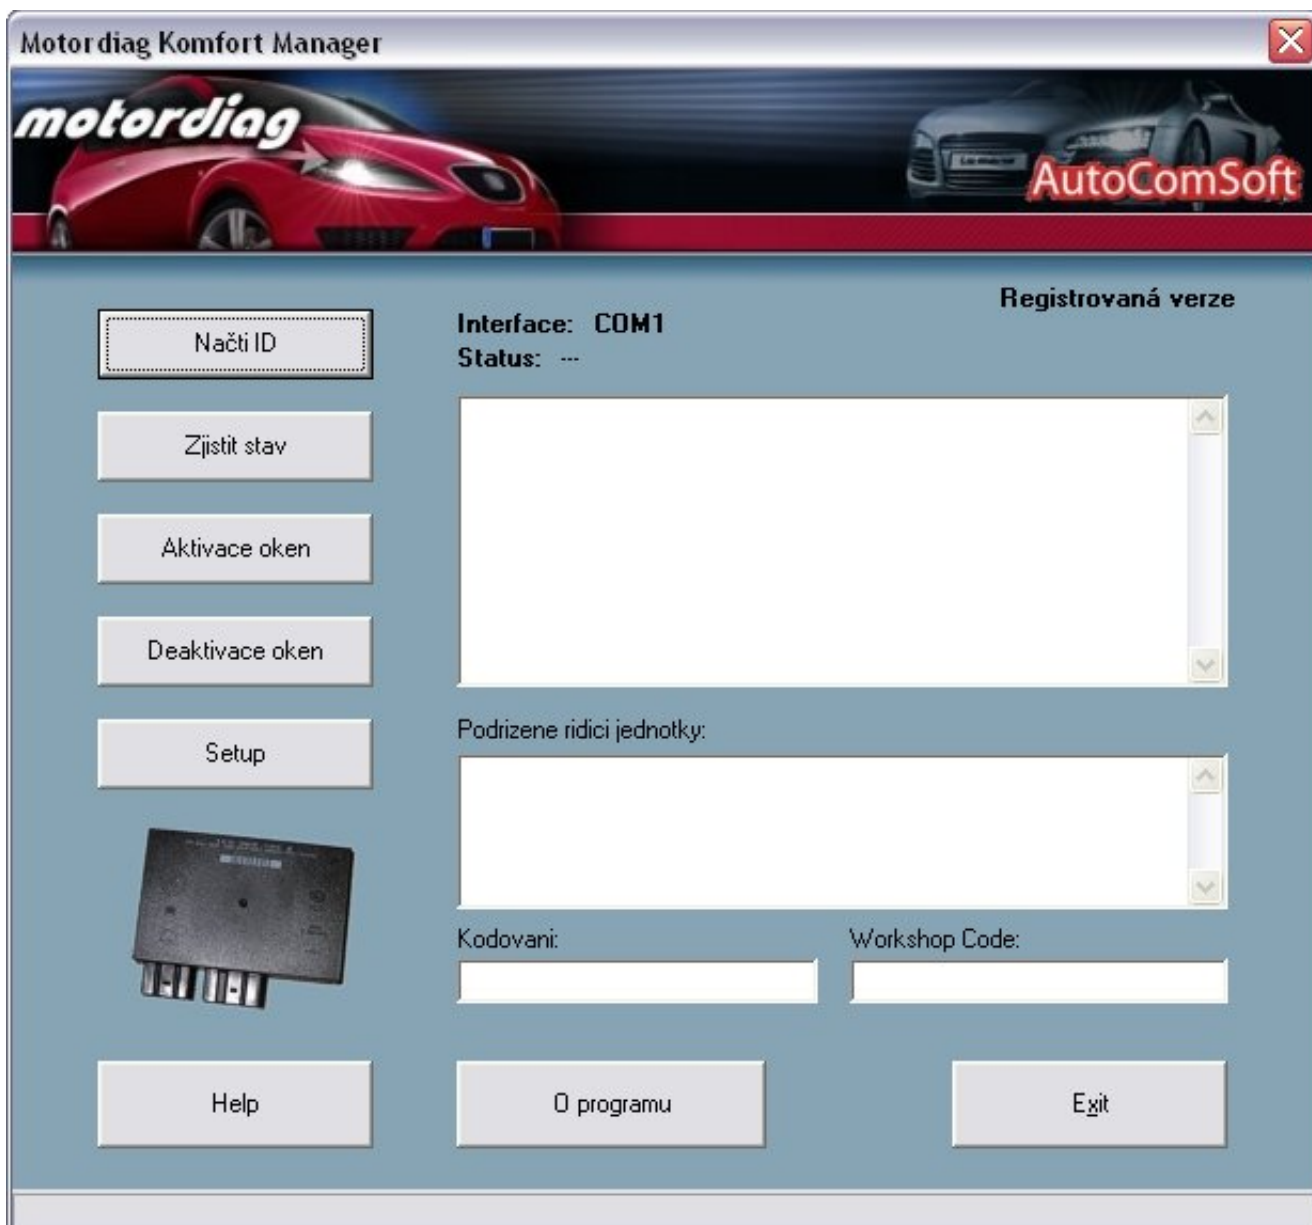 Motordiag Komfort Manager
motordiag
AutoComSoft
Registrovaná verze
Interface: COM1
Status: ---
Načti ID
Zjistit stav
Aktivace oken
Deaktivace oken
Setup
Podrizene ridici jednotky:
Kodovani:
Workshop Code:
Help
O programu
Exit